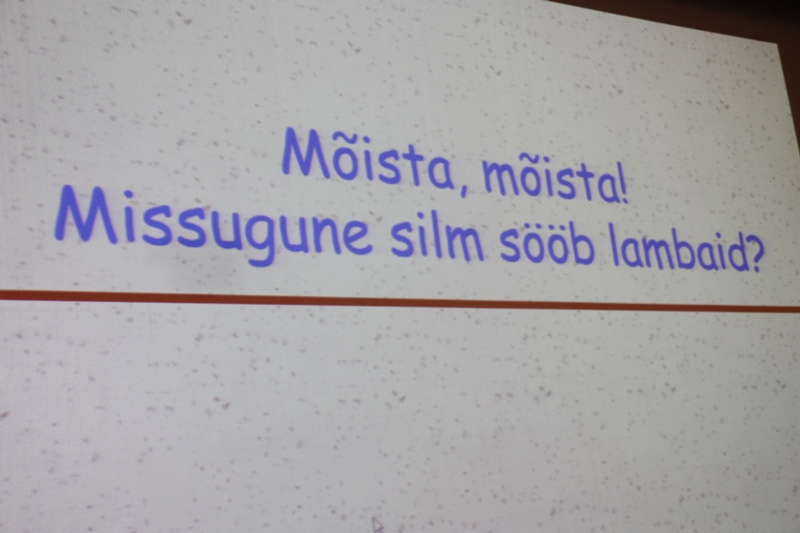 Mõista, mõista!
Missugune silm sööb lambaid?